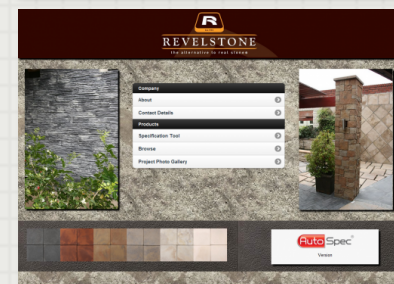 R
REVELSTONE
the alternative to real stone
Company
About
Contact Details
Products
Specification Tool
Browse
Project Photo Gallery
AutoSpec